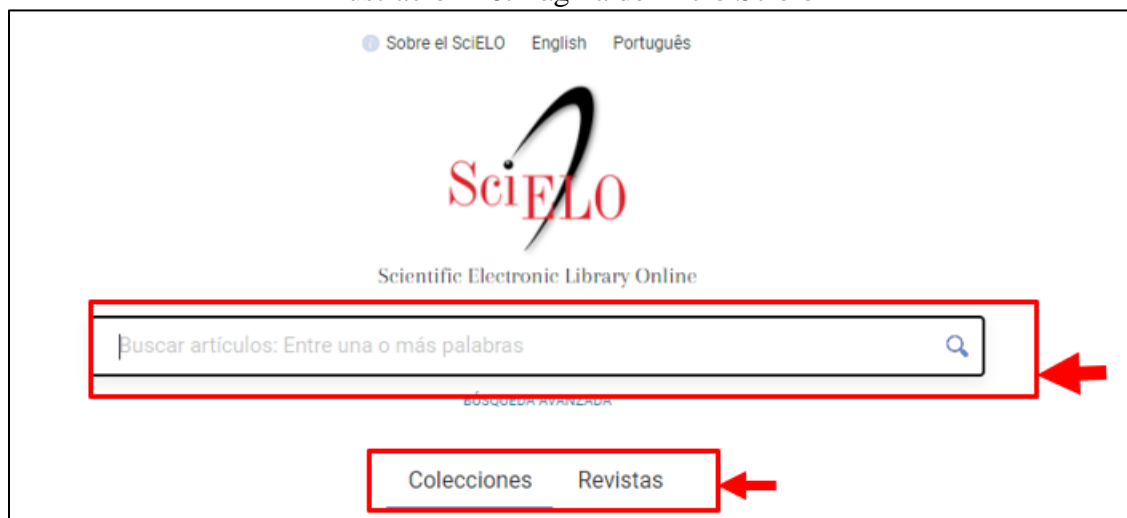 Sobre el SciELO English Português
SciELO
Scientific Electronic Library Online
Buscar artículos: Entre una o más palabras
BÚSQUEDA AVANZADA
Colecciones Revistas